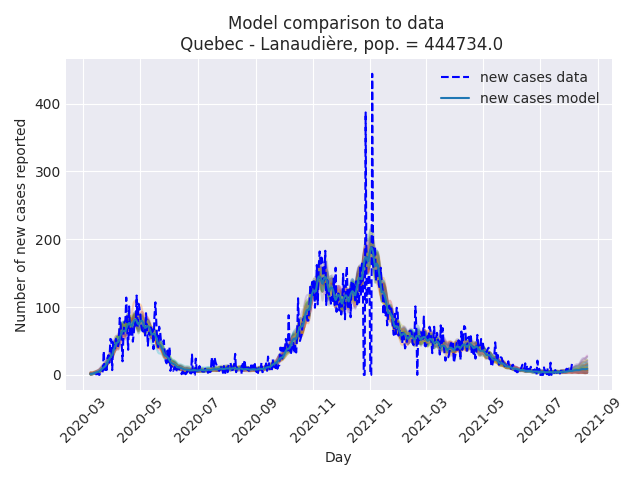 Model comparison to data
Quebec - Lanaudière, pop. = 444734.0
new cases data
new cases model
Number of new cases reported
400
300
200
100
0
2020-03
2020-05
2020-07
2020-09
2020-11
2021-01
2021-03
2021-05
2021-07
2021-09
Day